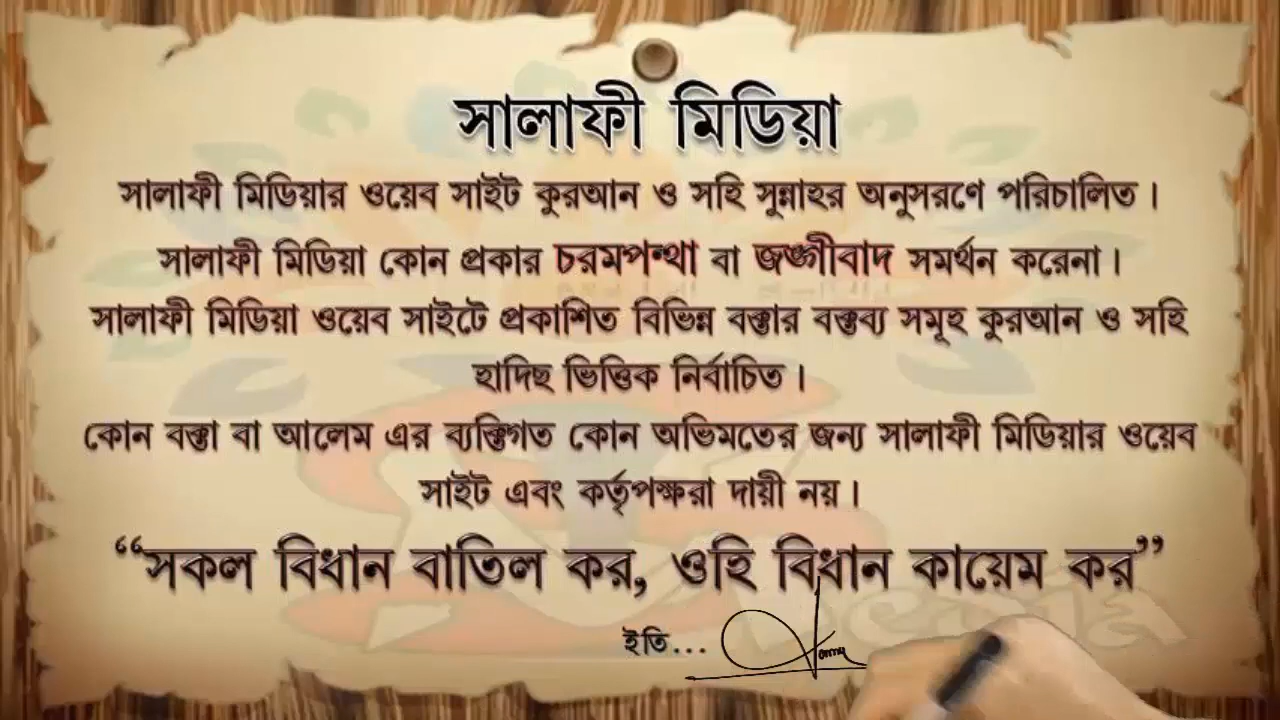 সালাফী মিডিয়া
সালাফী মিডিয়ার ওয়েব সাইট কুরআন ও সহি সুন্নাহর অনুসরণে পরিচালিত।
সালাফী মিডিয়া কোন প্রকার চরমপন্থা বা জঙ্গীবাদ সমর্থন করেনা।
সালাফী মিডিয়া ওয়েব সাইটে প্রকাশিত বিভিন্ন বক্তার বক্তব্য সমূহ কুরআন ও সহি
হাদিছ ভিত্তিক নির্বাচিত।
কোন বক্তা বা আলেম এর ব্যক্তিগত কোন অভিমতের জন্য সালাফী মিডিয়ার ওয়েব
সাইট এবং কর্তৃপক্ষরা দায়ী নয়।
“সকল বিধান বাতিল কর, ওহি বিধান কায়েম কর”
ইতি...